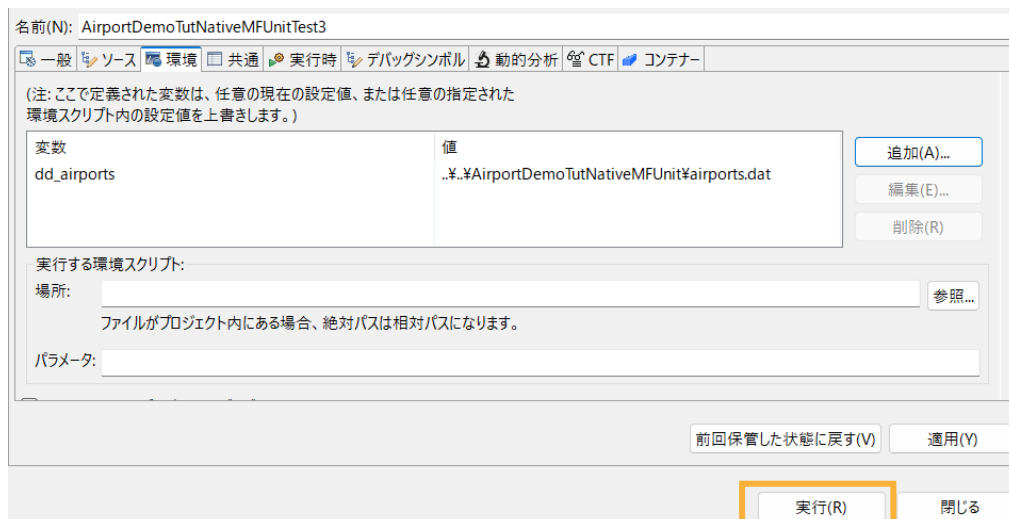 名前(N): AirportDemoTutNativeMFUnitTest3
一般 ソース 環境 共通 実行時 デバッグシンボル 動的分析 CTF コンテナー
(注: ここで定義された変数は、任意の現在の設定値、または任意の指定された
環境スクリプト内の設定値を上書きします。)
変数 値
dd_airports ..¥..¥AirportDemoTutNativeMFUnit¥airports.dat
追加(A)...
編集(E)...
削除(R)
実行する環境スクリプト:
場所: 参照...
ファイルがプロジェクト内にある場合、絶対パスは相対パスになります。
パラメータ:
前回保管した状態に戻す(V) 適用(Y)
実行(R) 閉じる